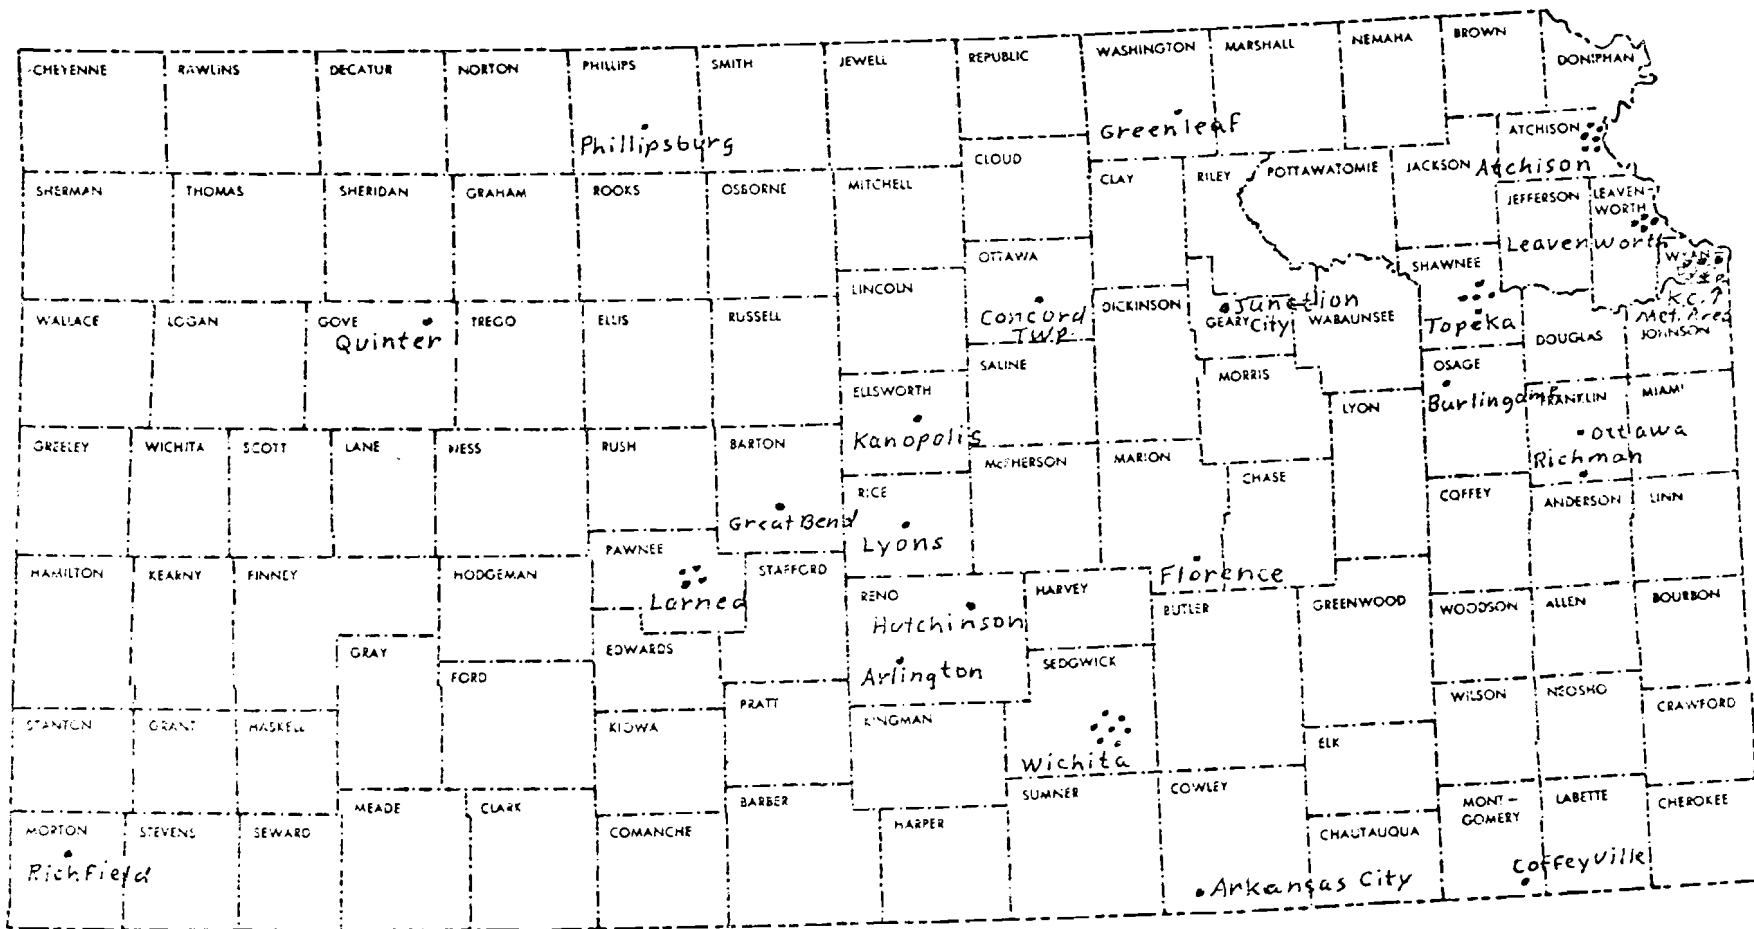 CHEYENNE RAWLINS DECATUR NORTON PHILLIPS SMITH JEWELL REPUBLIC WASHINGTON MARSHALL NEMAHA BROWN DONIPHAN
Phillipsburg Greenleaf ATCHISON
Atchison
CLOUD CLAY RILEY POTTAWATOMIE JACKSON
SHERMAN THOMAS SHERIDAN GRAHAM ROOKS OSBORNE MITCHELL JEFFERSON LEAVEN-
WORTH
Leavenworth
OTTAWA SHAWNEE WYAN
LINCOLN DICKINSON Junction
City
GEARY WABAUNSEE K.C. ↑
Met. Area
WALLACE LOGAN GOVE TREGO ELLIS RUSSELL Concord
Twp. Topeka DOUGLAS JOHNSON
Quinter
SALINE MORRIS OSAGE
ELLSWORTH LYON Burlingame FRANKLIN MIAMI
Kanopolis Ottawa
GREELEY WICHITA SCOTT LANE NESS RUSH BARTON McPHERSON MARION CHASE Richman
RICE COFFEY ANDERSON LINN
Great Bend Lyons
PAWNEE STAFFORD Florence
HAMILTON KEARNY FINNEY HODGEMAN Larned RENO HARVEY BUTLER GREENWOOD WOODSON ALLEN BOURBON
Hutchinson
GRAY EDWARDS SEDGWICK
FORD Arlington
PRATT WILSON NEOSHO CRAWFORD
STANTON GRANT HASKELL KIOWA KINGMAN ELK
Wichita
MEADE CLARK BARBER SUMNER COWLEY MONT-
GOMERY LABETTE CHEROKEE
MORTON STEVENS SEWARD COMANCHE HARPER CHAUTAUQUA
Richfield Coffeyville
Arkansas City